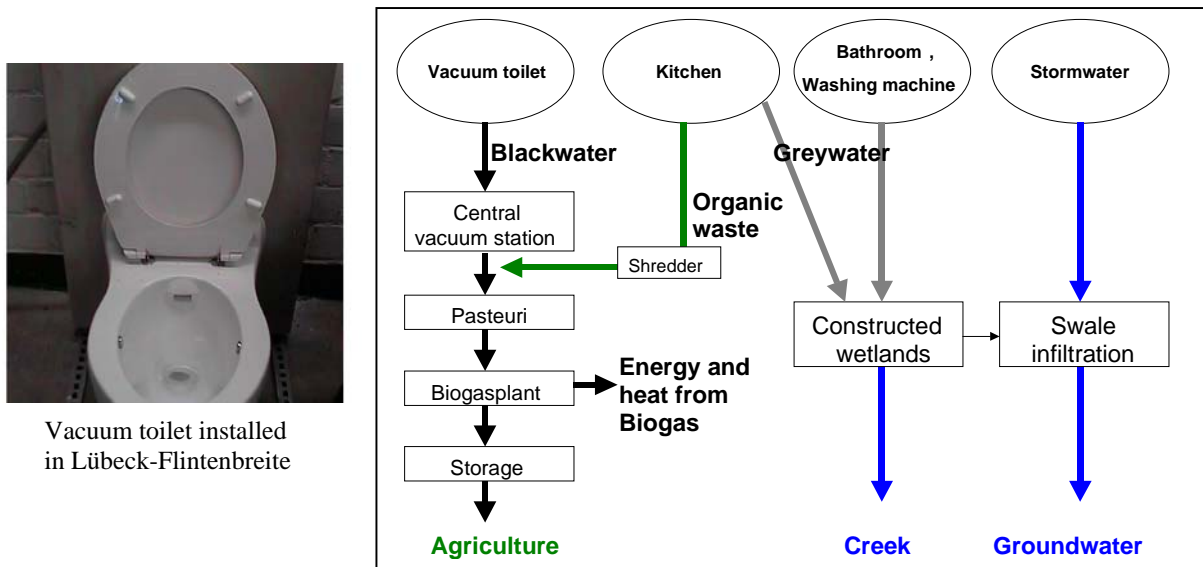 Vacuum toilet installed
in Lübeck-Flintenbreite
Vacuum toilet
Kitchen
Bathroom ,
Washing machine
Stormwater
Blackwater
Greywater
Organic
waste
Central
vacuum station
Shredder
Pasteuri
Constructed
wetlands
Swale
infiltration
Biogasplant
Energy and
heat from
Biogas
Storage
Agriculture
Creek
Groundwater